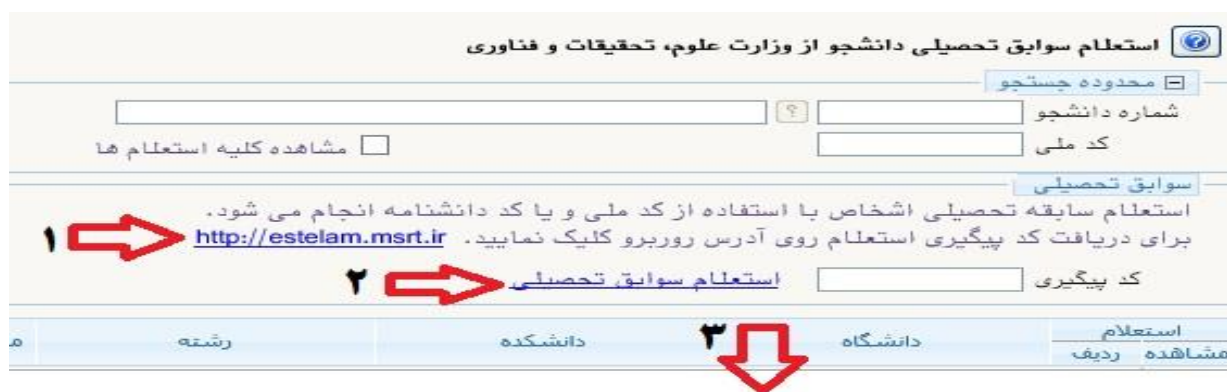 استعلام سوابق تحصیلی دانشجو از وزارت علوم، تحقیقات و فناوری
محدوده جستجو
شماره دانشجو ؟
کد ملی مشاهده کلیه استعلام ها
سوابق تحصیلی
استعلام سابقه تحصیلی اشخاص با استفاده از کد ملی و یا کد دانشنامه انجام می شود.
برای دریافت کد پیگیری استعلام روی آدرس روربرو کلیک نمایید. http://estelam.msrt.ir ۱
کد پیگیری استعلام سوابق تحصیلی ۲
استعلام
مشاهده ردیف دانشگاه ۳ دانشکده رشته